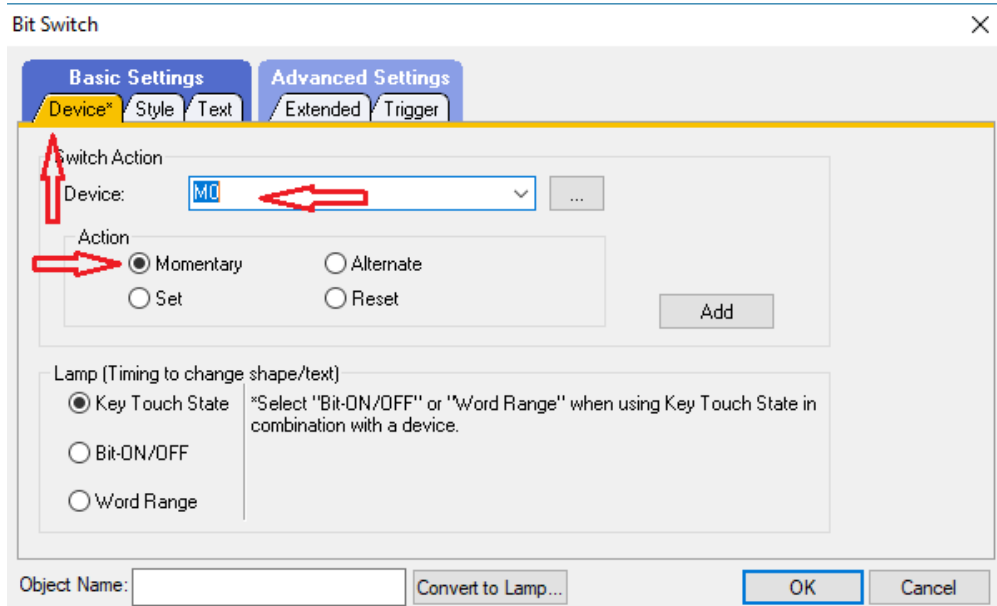 Bit Switch
Basic Settings
Advanced Settings
Device*
Style
Text
Extended
Trigger
Switch Action
Device:
M0
...
Action
Momentary
Alternate
Set
Reset
Add
Lamp (Timing to change shape/text)
Key Touch State
*Select "Bit-ON/OFF" or "Word Range" when using Key Touch State in
combination with a device.
Bit-ON/OFF
Word Range
Object Name:
Convert to Lamp...
OK
Cancel